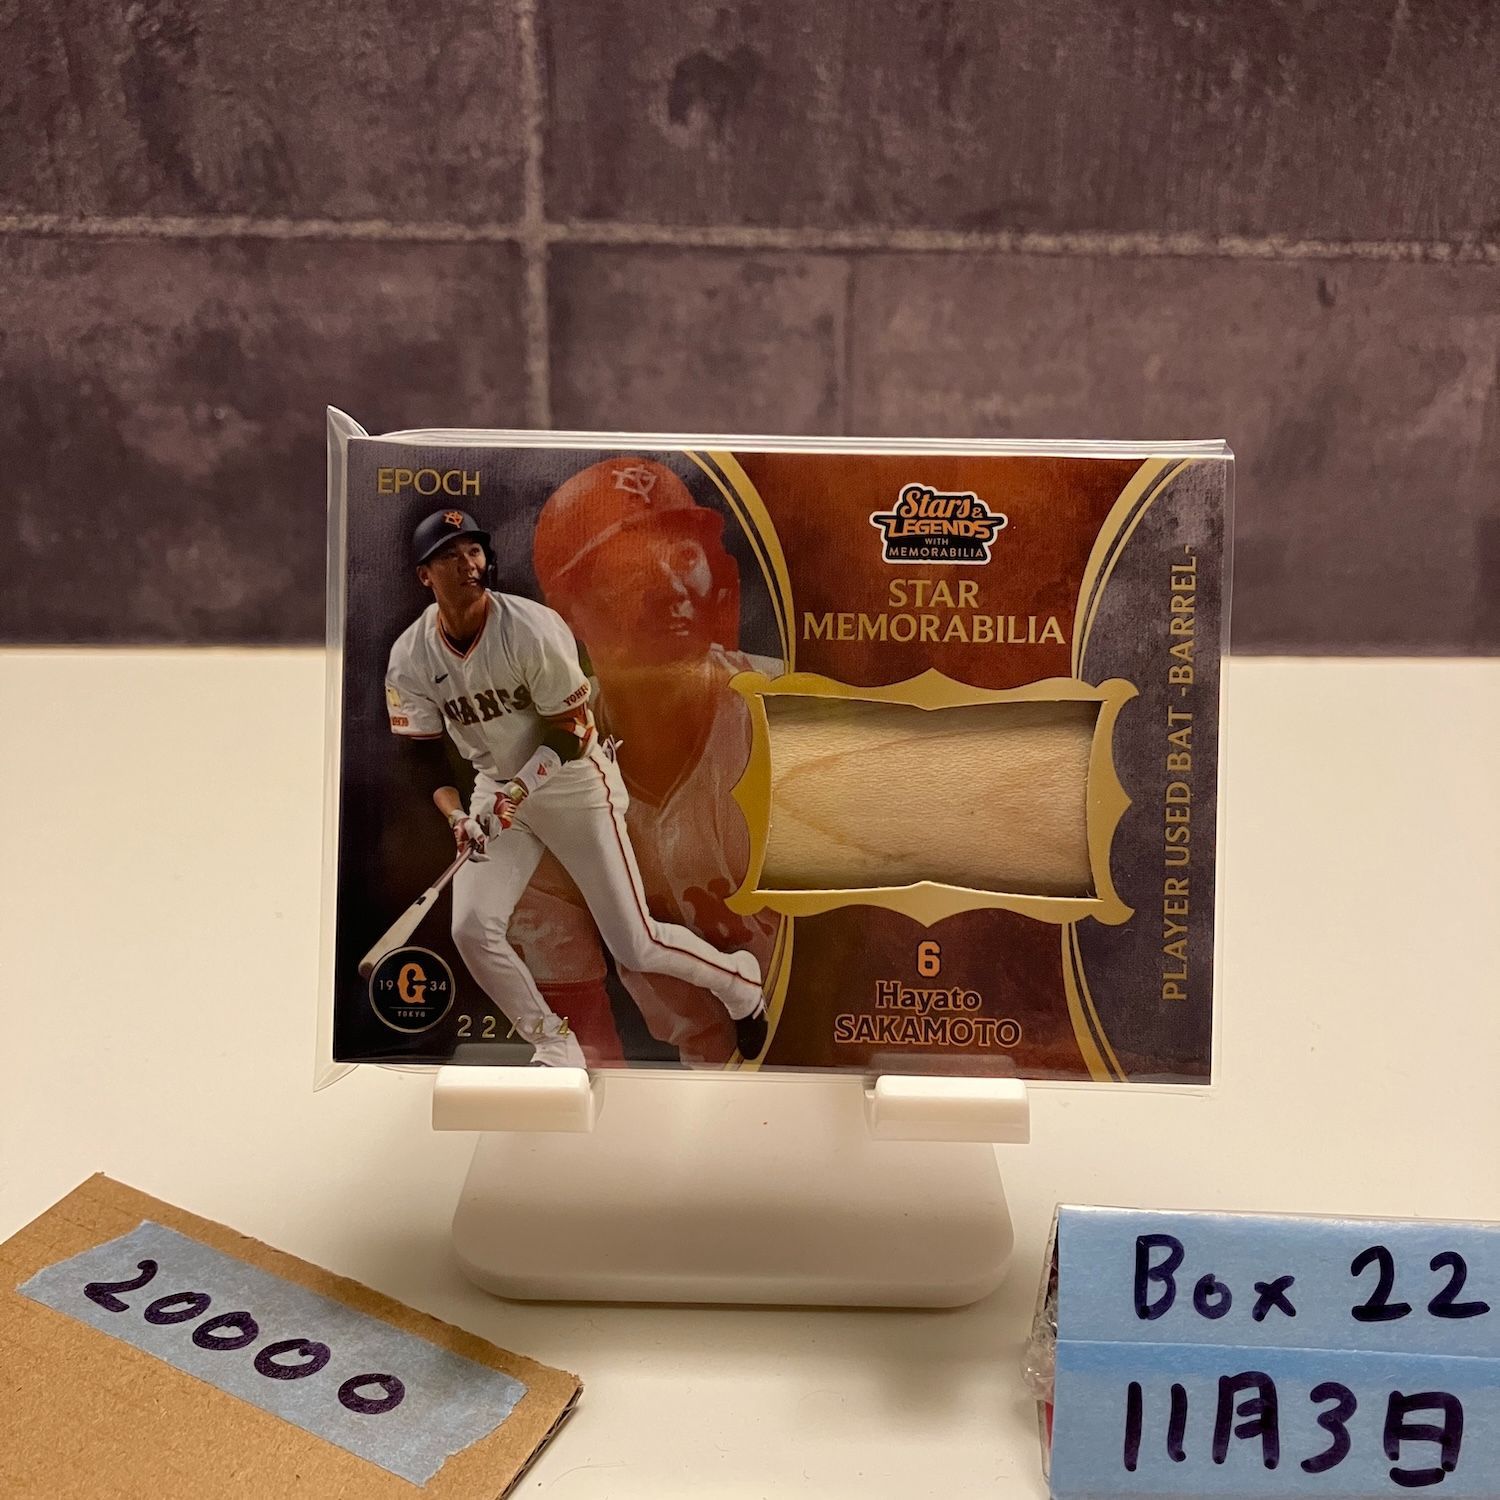 EPOCH
Stars &
LEGENDS
WITH
MEMORABILIA
STAR
MEMORABILIA
PLAYER USED BAT -BARREL-
GIANTS
6
Hayato
SAKAMOTO
19 G 34
TOKYO
22/44
20000
Box 22
11月3日